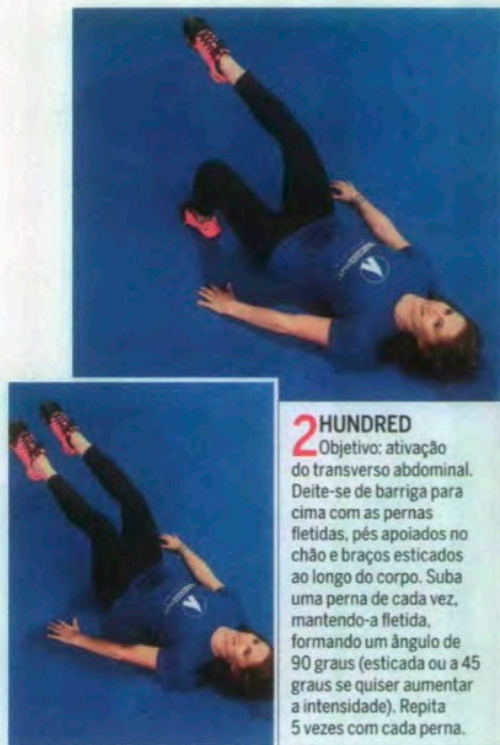 2 HUNDRED
Objetivo: ativação
do transverso abdominal.
Deite-se de barriga para
cima com as pernas
fletidas, pés apoiados no
chão e braços esticados
ao longo do corpo. Suba
uma perna de cada vez,
mantendo-a fletida,
formando um ângulo de
90 graus (esticada ou a 45
graus se quiser aumentar
a intensidade). Repita
5 vezes com cada perna.